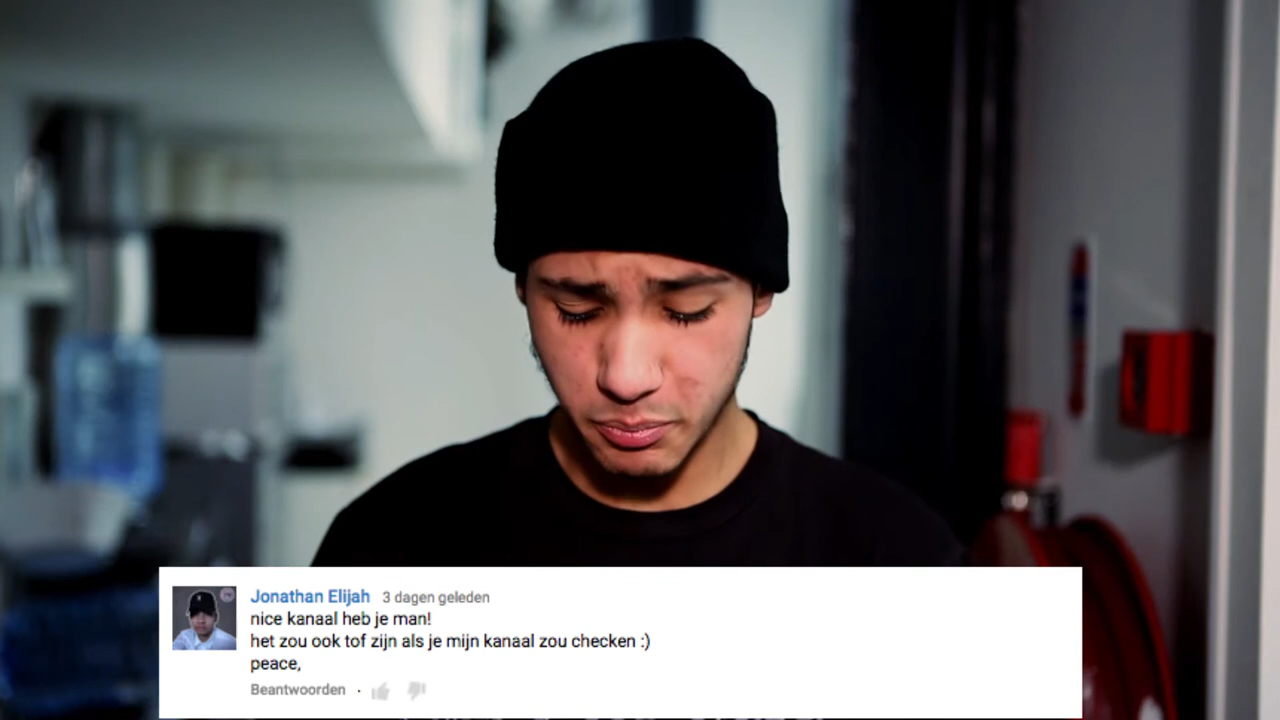 Jonathan Elijah 3 dagen geleden
nice kanaal heb je man!
het zou ook tof zijn als je mijn kanaal zou checken :)
peace,
Beantwoorden ·